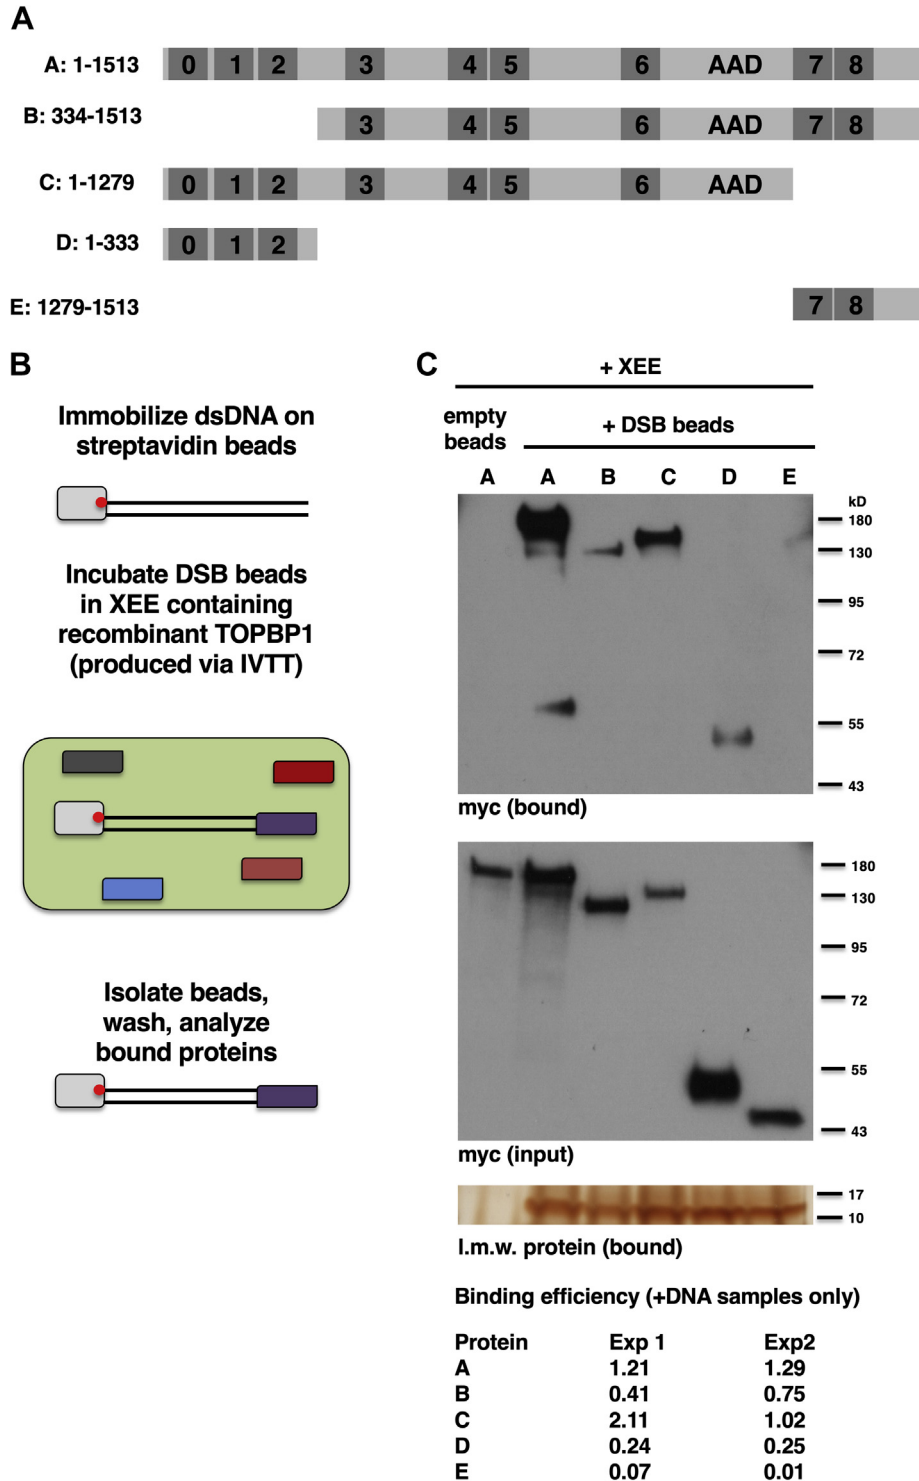 A
A: 1-1513
0 1 2 3 4 5 6 AAD 7 8
B: 334-1513
3 4 5 6 AAD 7 8
C: 1-1279
0 1 2 3 4 5 6 AAD
D: 1-333
0 1 2
E: 1279-1513
7 8
B
Immobilize dsDNA on
streptavidin beads
Incubate DSB beads
in XEE containing
recombinant TOPBP1
(produced via IVTT)
Isolate beads,
wash, analyze
bound proteins
C
+ XEE
empty
beads
+ DSB beads
A A B C D E
kD
180
130
95
72
55
43
myc (bound)
180
130
95
72
55
43
myc (input)
17
10
l.m.w. protein (bound)
Binding efficiency (+DNA samples only)
Protein Exp 1 Exp2
A 1.21 1.29
B 0.41 0.75
C 2.11 1.02
D 0.24 0.25
E 0.07 0.01